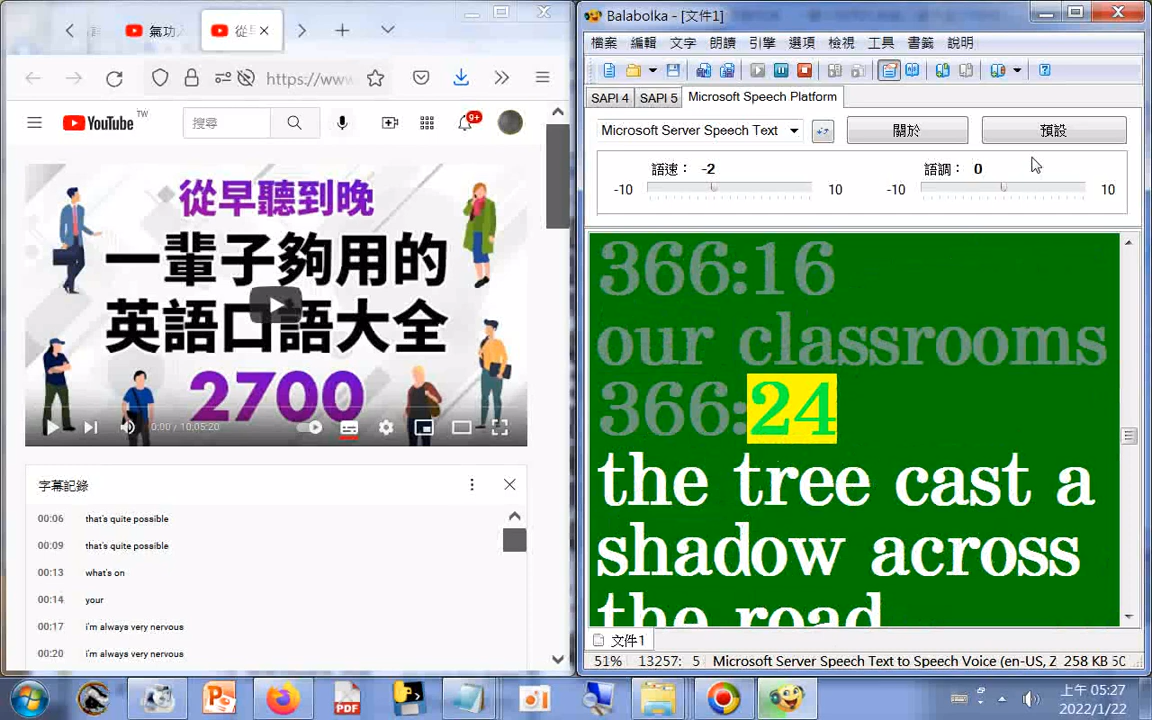 氣功人
從
https://www
YouTube TW
搜尋
9+
從早聽到晚
一輩子夠用的
英語口語大全
2700
0:00 / 10:05:20
字幕記錄
00:06 that's quite possible
00:09 that's quite possible
00:13 what's on
00:14 your
00:17 i'm always very nervous
00:20 i'm always very nervous
Balabolka - [文件1]
檔案 編輯 文字 朗讀 引擎 選項 檢視 工具 書籤 說明
SAPI 4 SAPI 5 Microsoft Speech Platform
Microsoft Server Speech Text 關於 預設
語速： -2 語調： 0
-10 10 -10 10
366:16
our classrooms
366:24
the tree cast a
shadow across
the road
文件1
51% 13257: 5 Microsoft Server Speech Text to Speech Voice (en-US, Z 258 KB
PDF
上午 05:27
2022/1/22